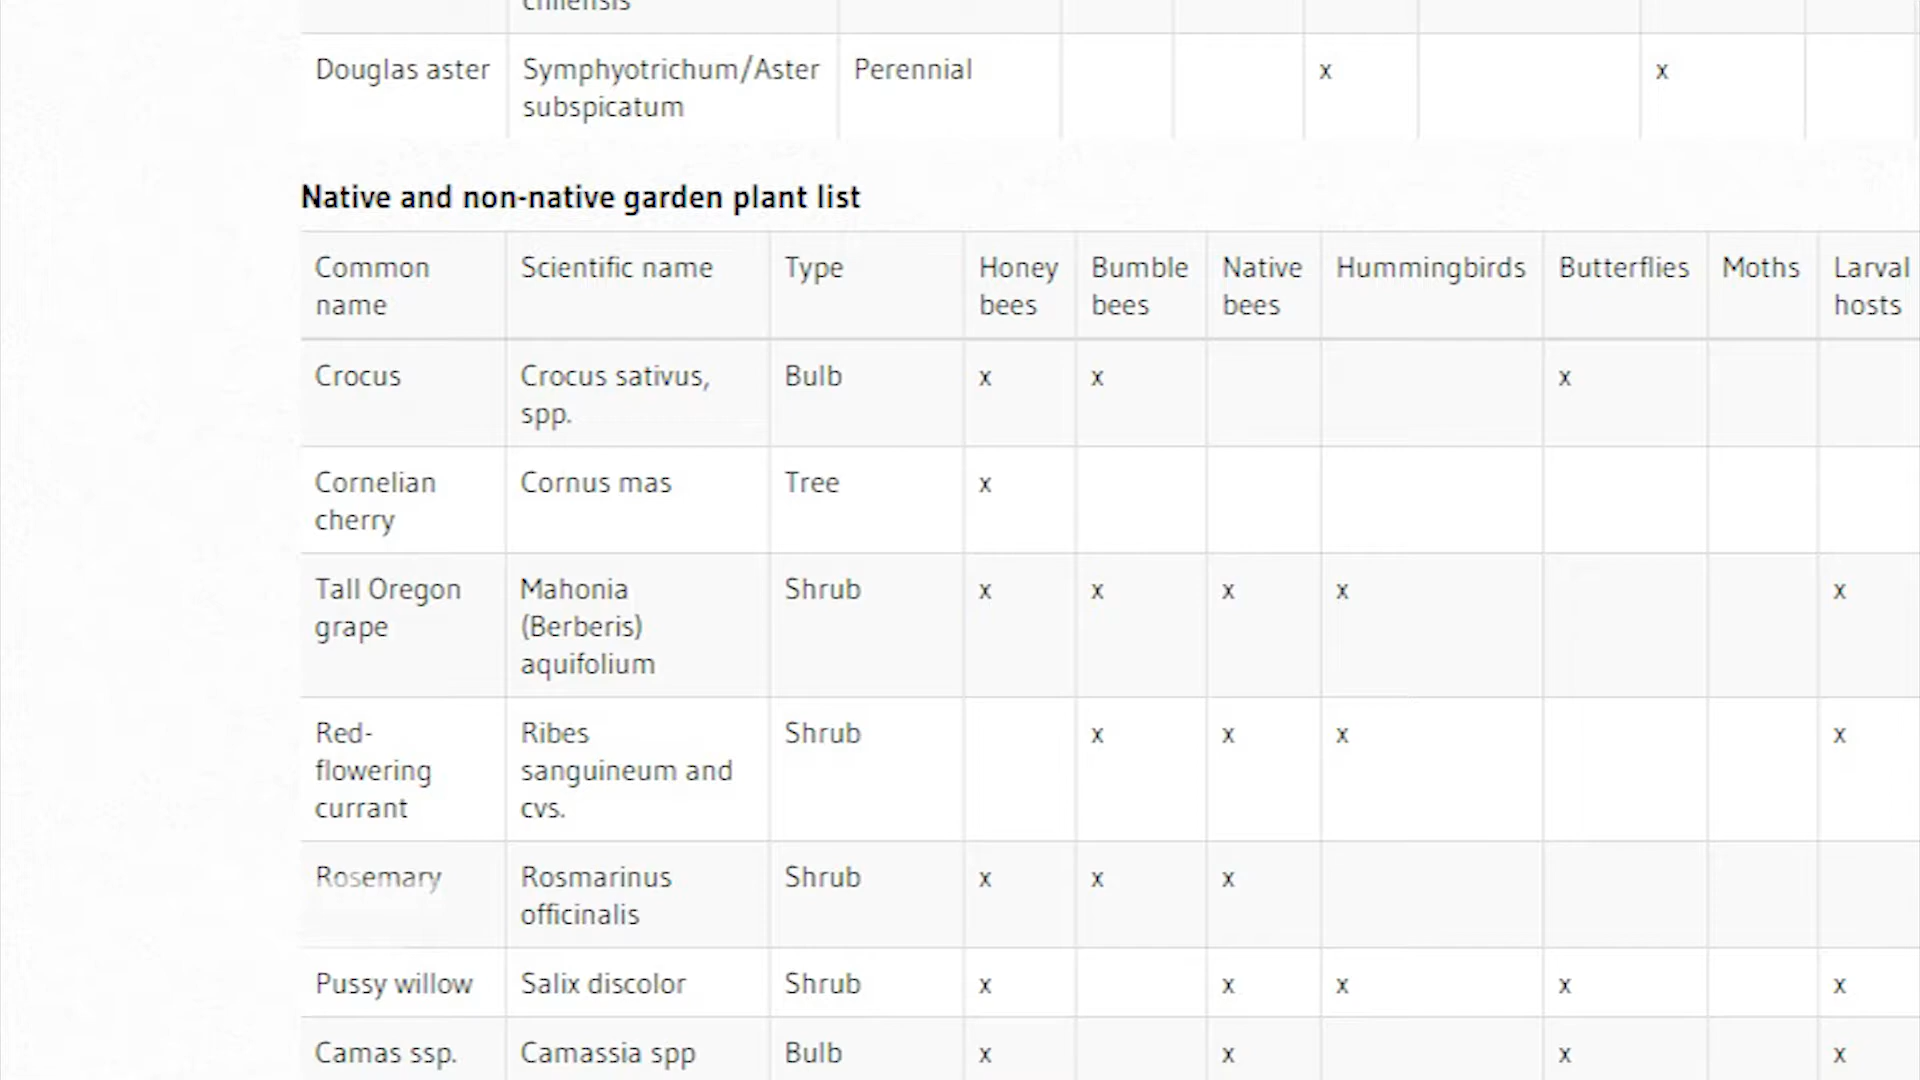 chilensis
Douglas aster Symphyotrichum/Aster Perennial x x
subspicatum
Native and non-native garden plant list
Common Scientific name Type Honey Bumble Native Hummingbirds Butterflies Moths Larval
name bees bees bees hosts
Crocus Crocus sativus, Bulb x x x
spp.
Cornelian Cornus mas Tree x
cherry
Tall Oregon Mahonia Shrub x x x x x
grape (Berberis)
aquifolium
Red- Ribes Shrub x x x x
flowering sanguineum and
currant cvs.
Rosemary Rosmarinus Shrub x x x
officinalis
Pussy willow Salix discolor Shrub x x x x x
Camas ssp. Camassia spp Bulb x x x x